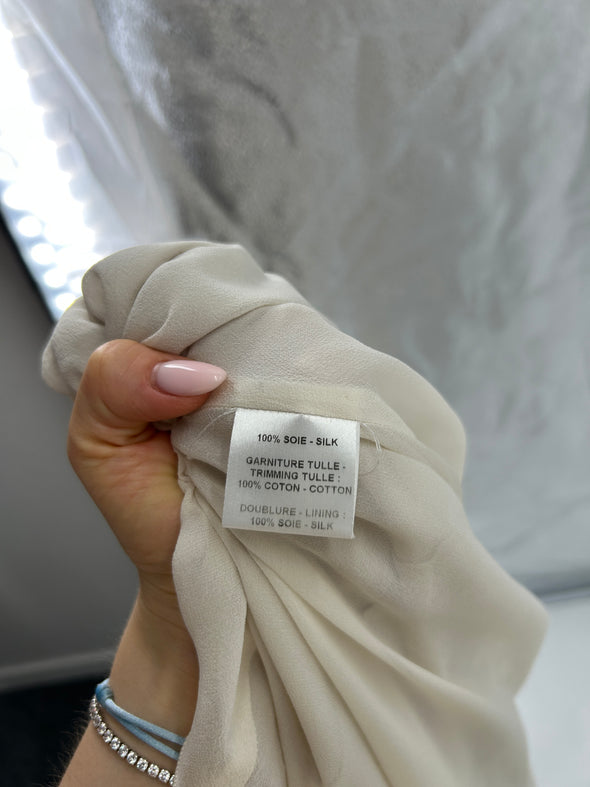 100% SOIE - SILK
GARNITURE TULLE -
TRIMMING TULLE :
100% COTON - COTTON
DOUBLURE - LINING :
100% SOIE - SILK